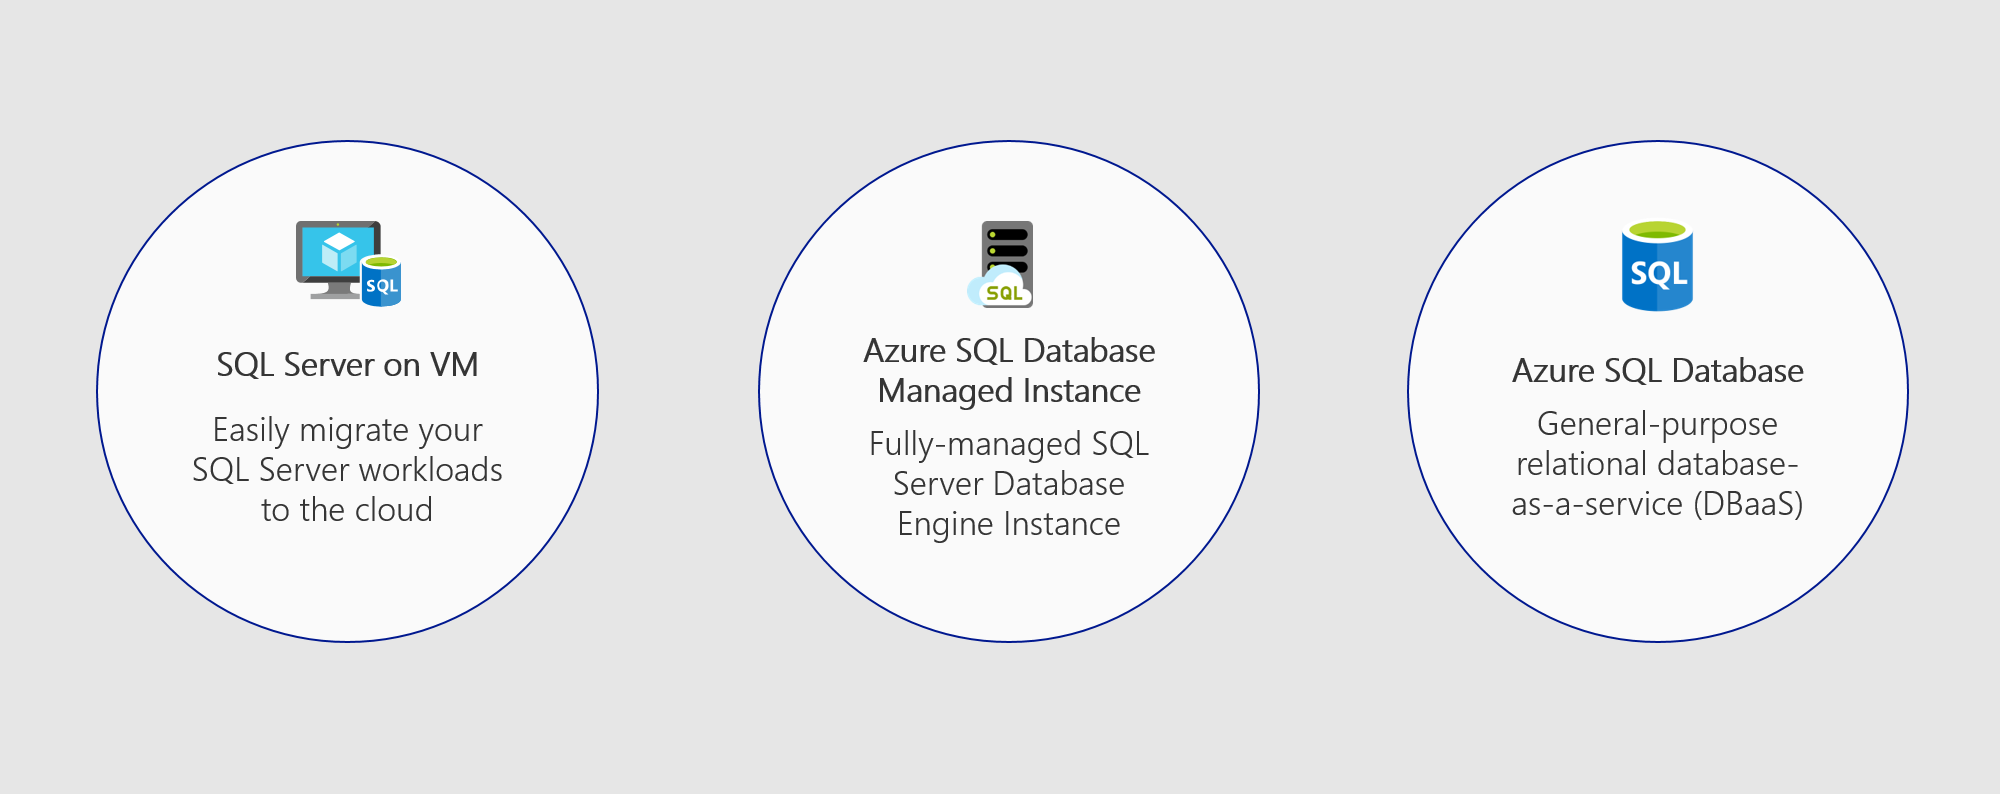 SQL
SQL Server on VM
Easily migrate your
SQL Server workloads
to the cloud
SQL
Azure SQL Database
Managed Instance
Fully-managed SQL
Server Database
Engine Instance
SQL
Azure SQL Database
General-purpose
relational database-
as-a-service (DBaaS)